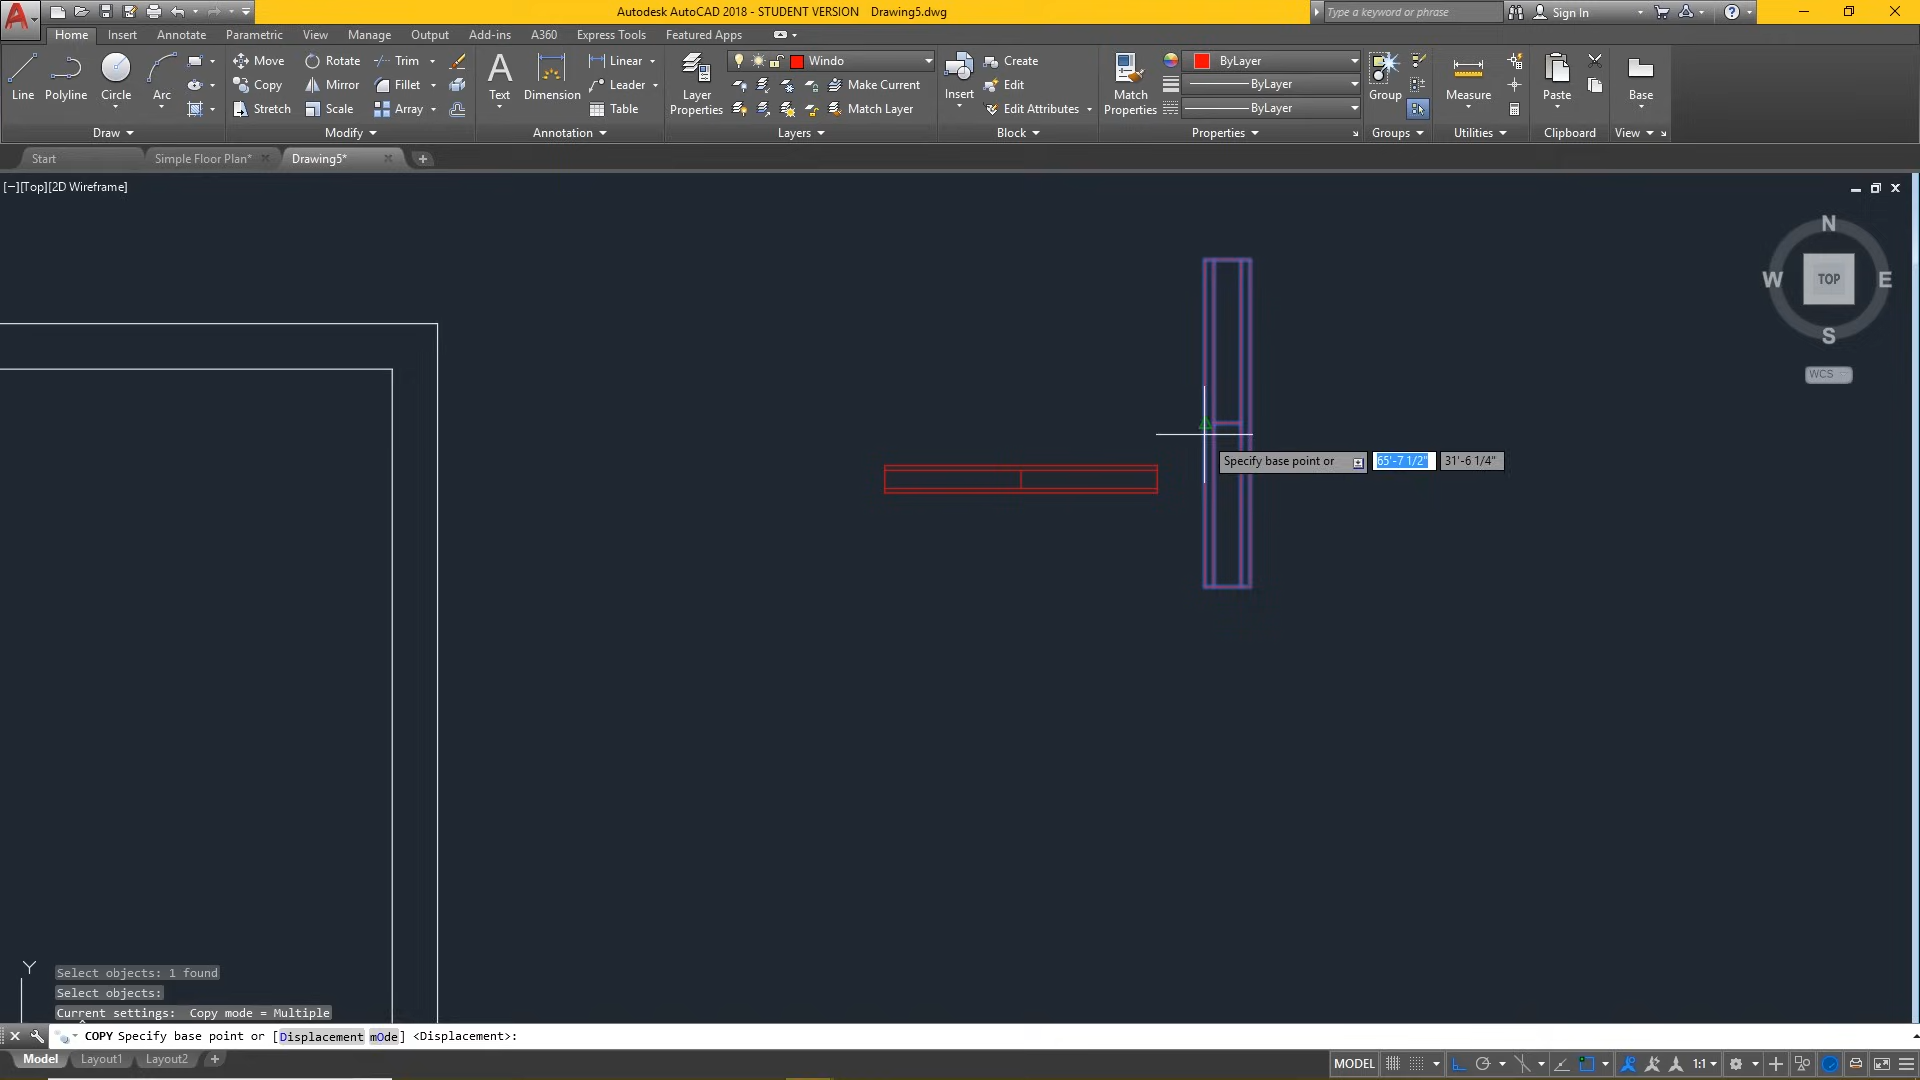 Autodesk AutoCAD 2018 - STUDENT VERSION Drawing5.dwg
Type a keyword or phrase
Sign In
Home Insert Annotate Parametric View Manage Output Add-ins A360 Express Tools Featured Apps
Line Polyline Circle Arc
Move Rotate Trim
Copy Mirror Fillet
Stretch Scale Array
Text Dimension
Linear
Leader
Table
Layer Properties
Windo
Make Current
Match Layer
Insert
Create
Edit
Edit Attributes
Match Properties
ByLayer
ByLayer
ByLayer
Group Measure Paste Base
Draw Modify Annotation Layers Block Properties Groups Utilities Clipboard View
Start Simple Floor Plan* Drawing5*
[−][Top][2D Wireframe]
N
W TOP E
S
WCS
Specify base point or 65'-7 1/2" 31'-6 1/4"
Y
Select objects: 1 found
Select objects:
Current settings: Copy mode = Multiple
COPY Specify base point or [Displacement mOde] <Displacement>:
Model Layout1 Layout2
MODEL 1:1